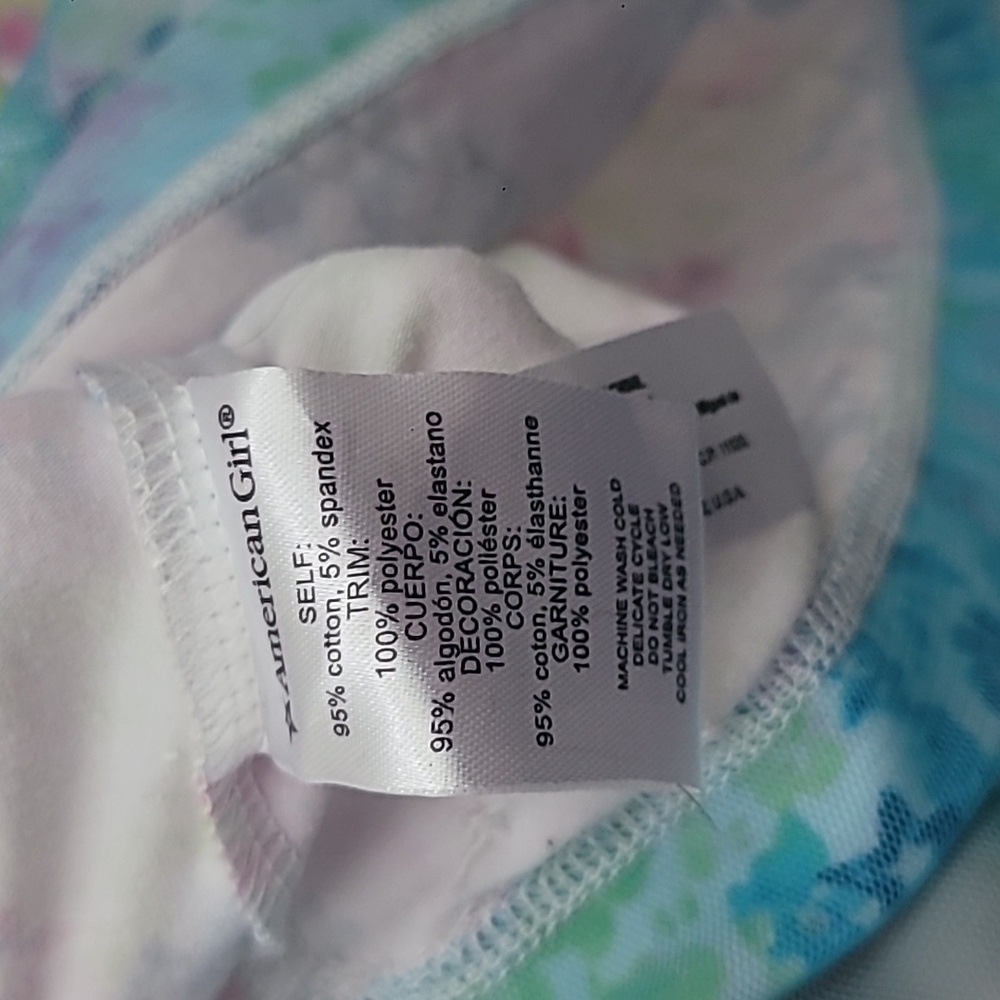 American Girl®
SELF:
95% cotton, 5% spandex
TRIM:
100% polyester
CUERPO:
95% algodón, 5% elastano
DECORACIÓN:
100% poliéster
CORPS:
95% coton, 5% élasthanne
GARNITURE:
100% polyester
MACHINE WASH COLD
DELICATE CYCLE
DO NOT BLEACH
TUMBLE DRY LOW
COOL IRON AS NEEDED
U.S.A.